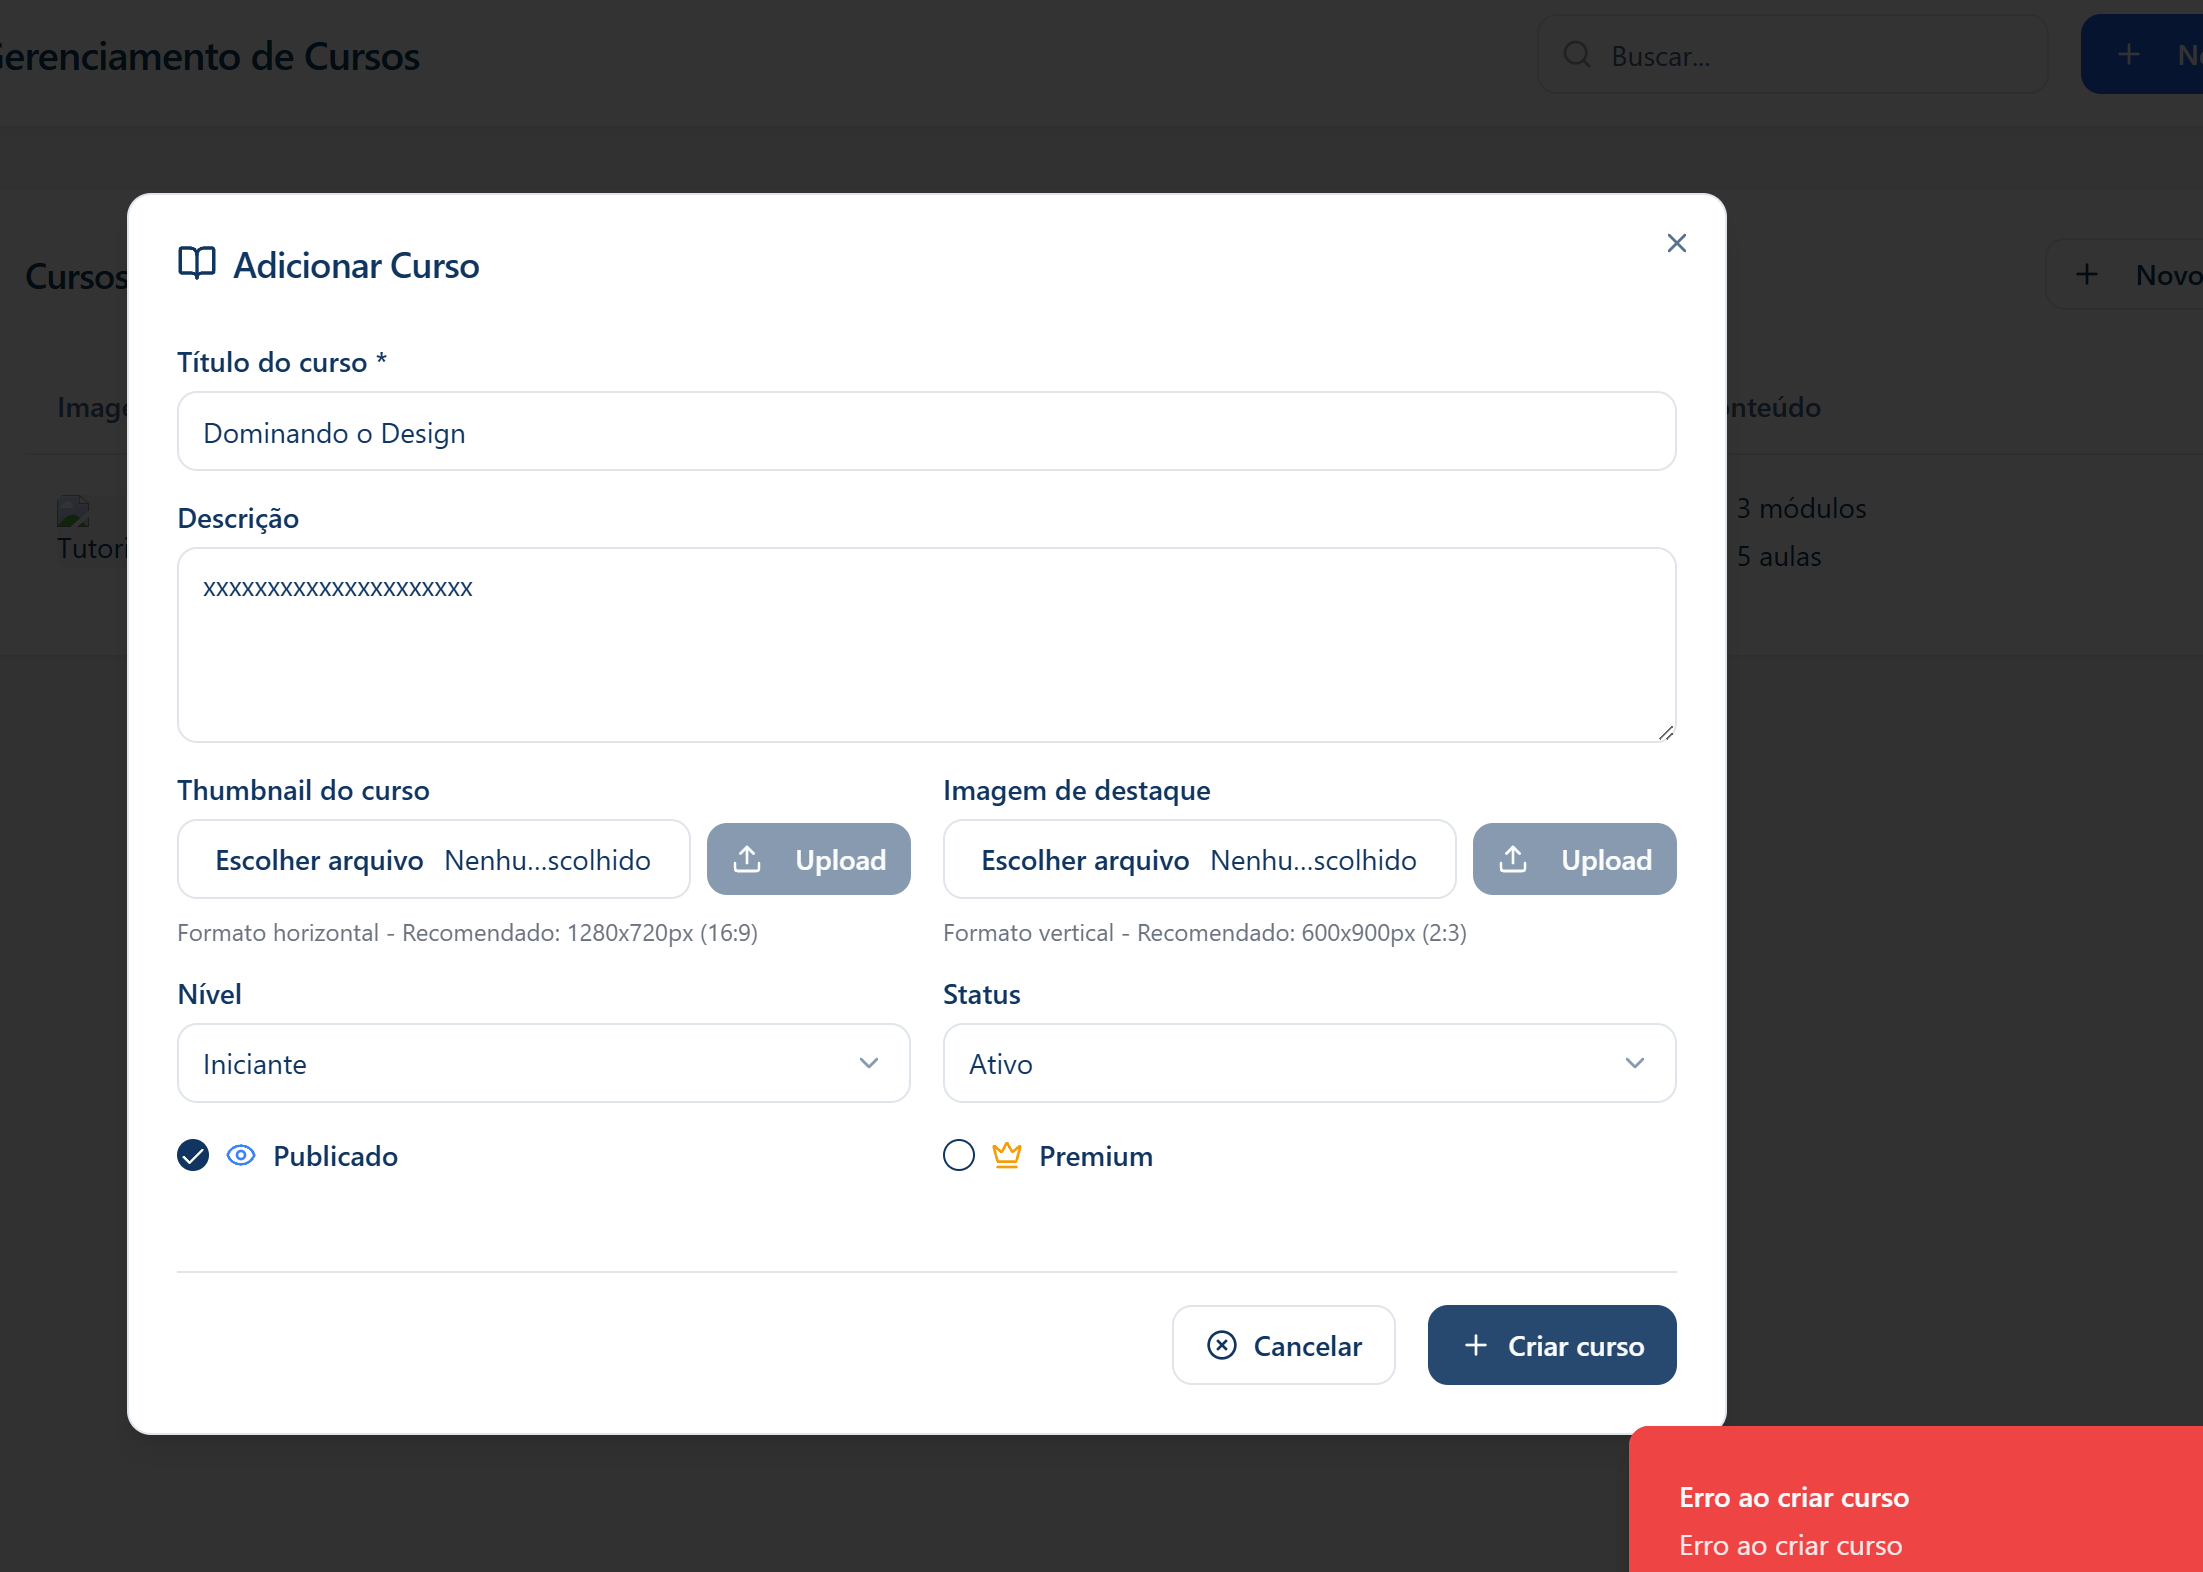 erenciamento de Cursos
Buscar...
Cursos
Novo
Adicionar Curso
Título do curso *
Image
onteúdo
Dominando o Design
Descrição
3 módulos
Tutori
5 aulas
xxxxxxxxxxxxxxxxxxxxx
Thumbnail do curso
Imagem de destaque
Escolher arquivo Nenhu...scolhido
Upload
Escolher arquivo Nenhu...scolhido
Upload
Formato horizontal - Recomendado: 1280x720px (16:9)
Formato vertical - Recomendado: 600x900px (2:3)
Nível
Status
Iniciante
Ativo
Publicado
Premium
Cancelar
Criar curso
Erro ao criar curso
Erro ao criar curso